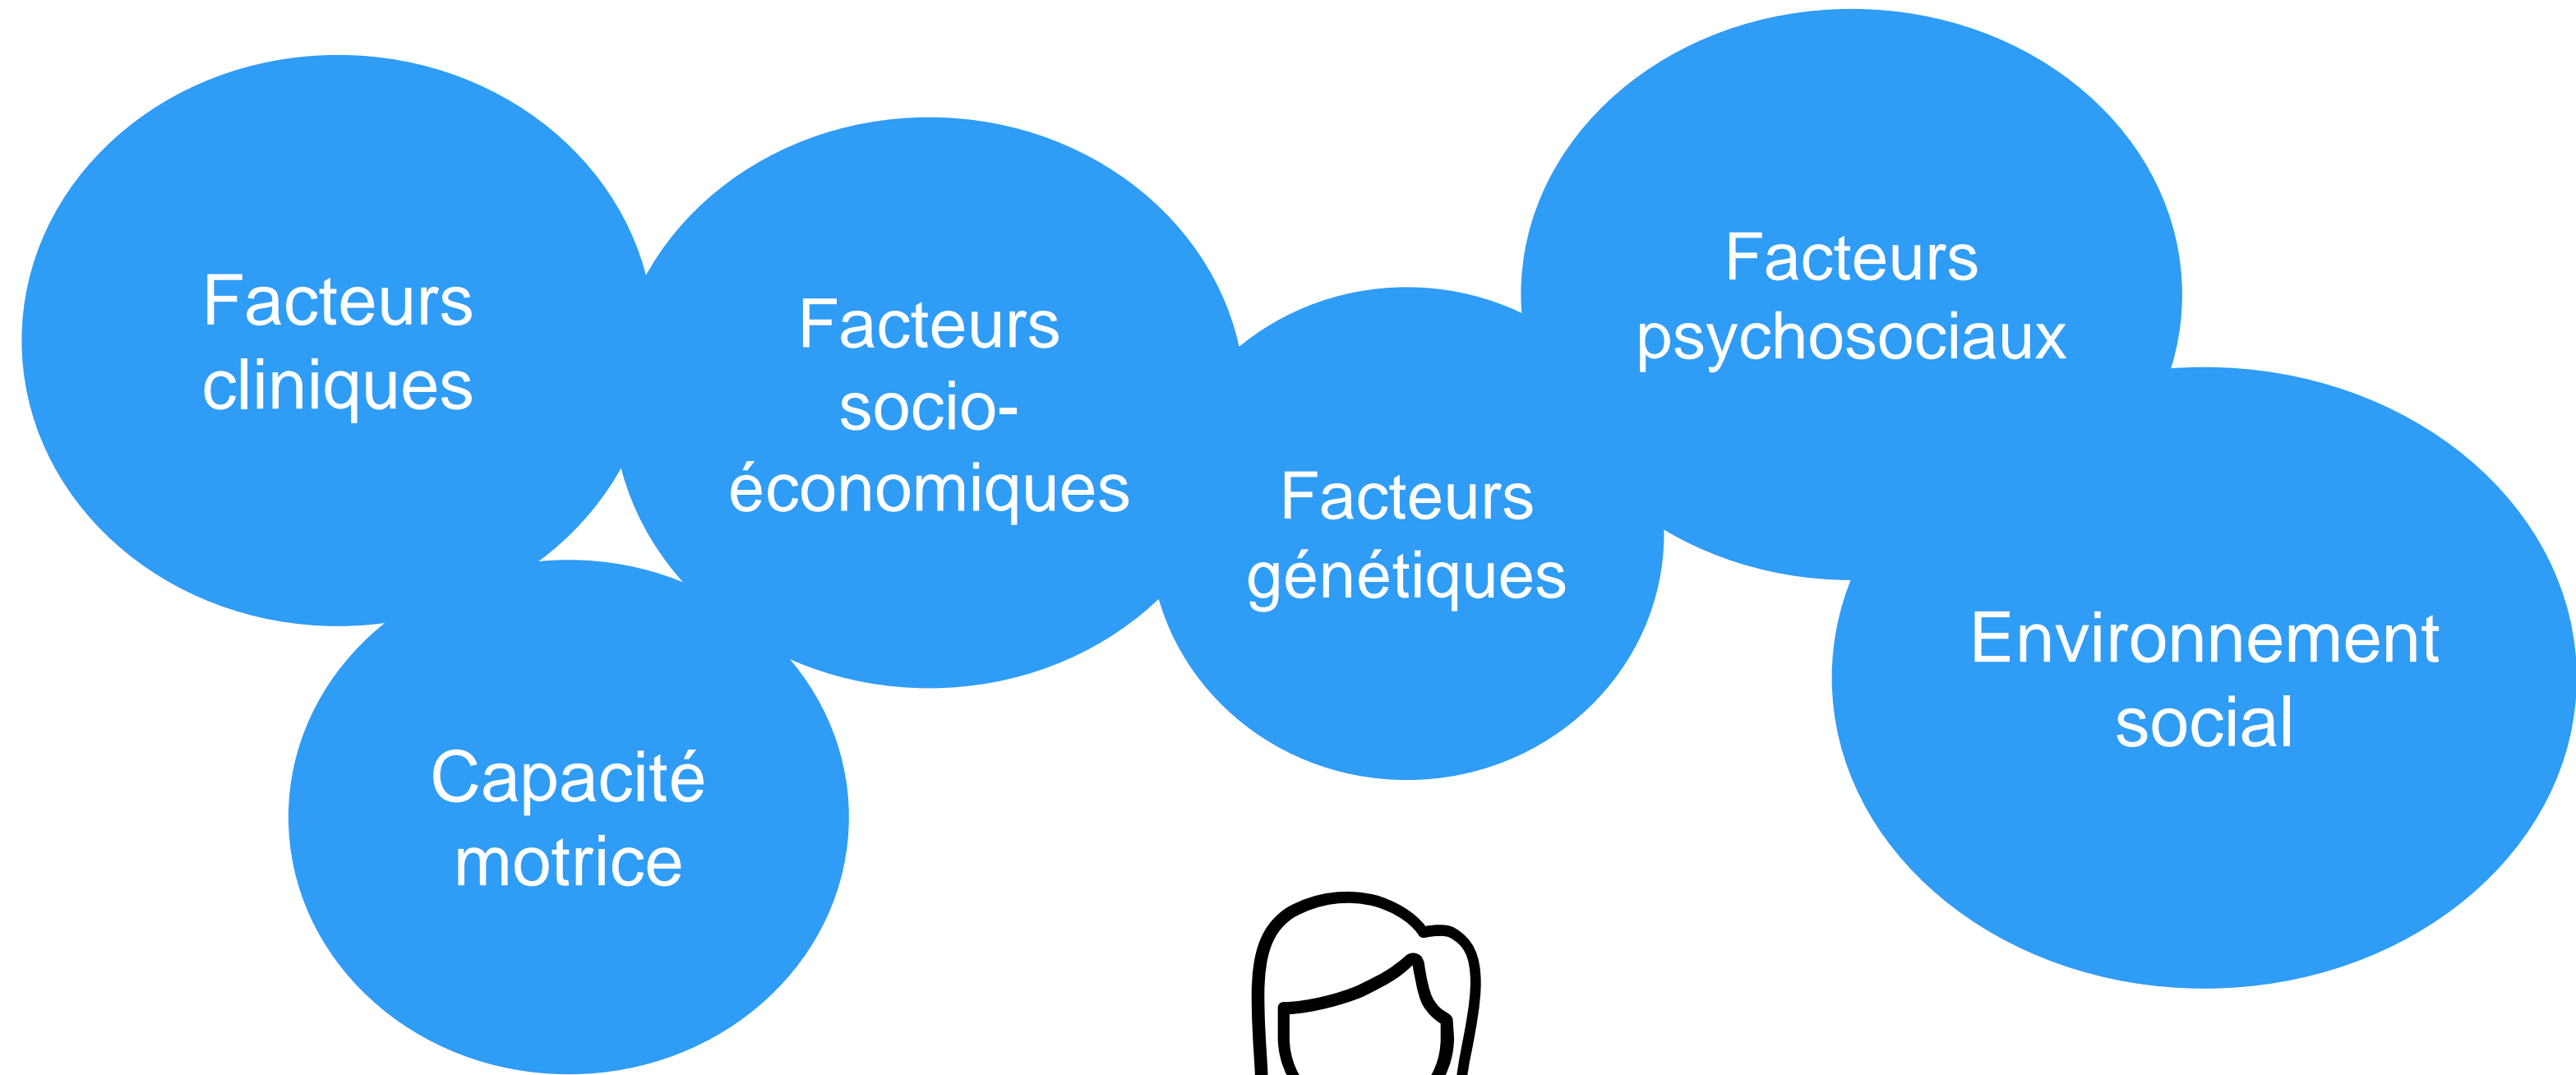 Facteurs
cliniques
Facteurs
socio-
économiques
Facteurs
génétiques
Facteurs
psychosociaux
Environnement
social
Capacité
motrice